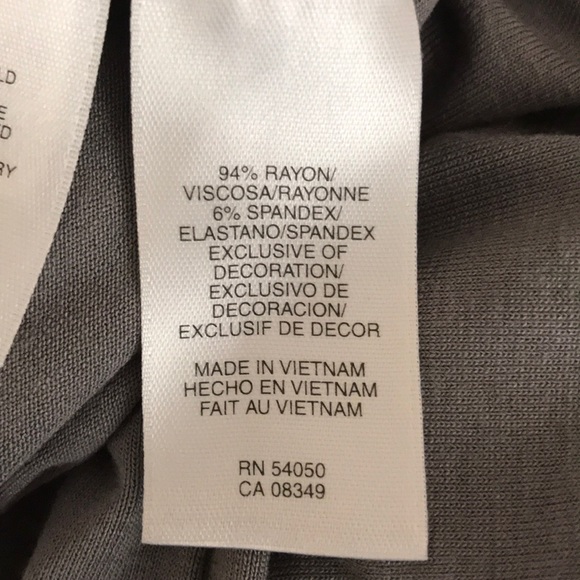 94% RAYON/
VISCOSA/RAYONNE
6% SPANDEX/
ELASTANO/SPANDEX
EXCLUSIVE OF
DECORATION/
EXCLUSIVO DE
DECORACION/
EXCLUSIF DE DECOR
MADE IN VIETNAM
HECHO EN VIETNAM
FAIT AU VIETNAM
RN 54050
CA 08349